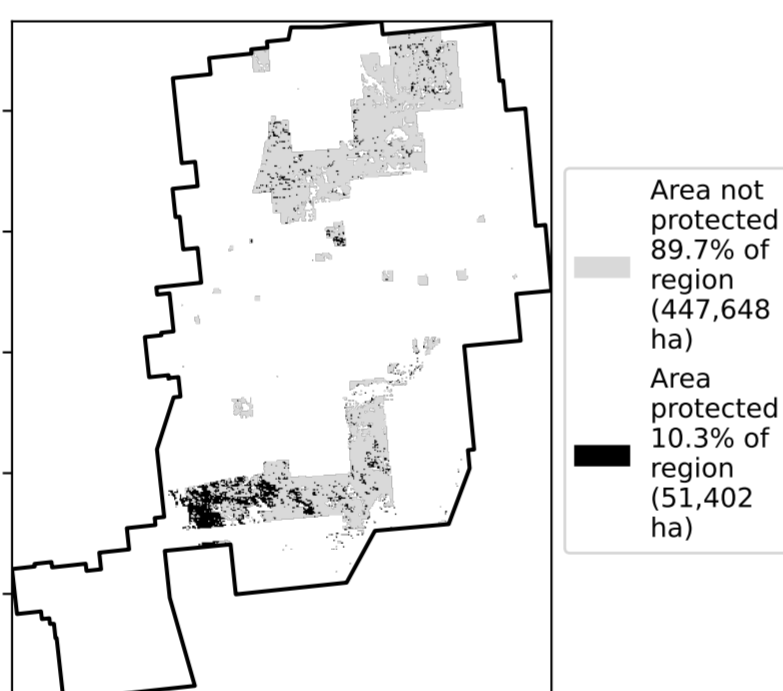 Area not
protected
89.7% of
region
(447,648
ha)
Area
protected
10.3% of
region
(51,402
ha)